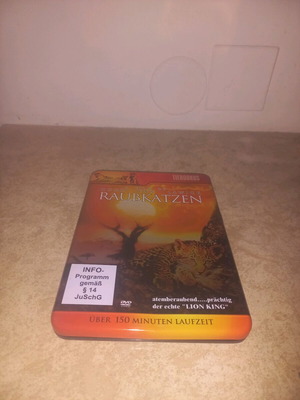 RAUBKATZEN
INFO-
Programm
gemäß
§ 14
JuSchG
DVD
atemberaubend.....prächtig
der echte "LION KING"
ÜBER 150 MINUTEN LAUFZEIT